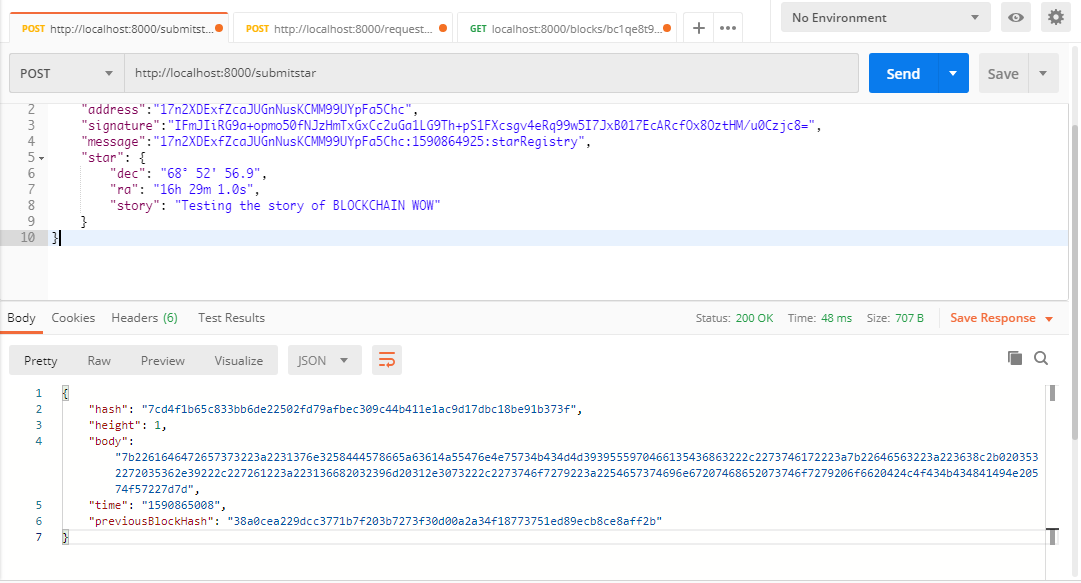 POST http://localhost:8000/submitst...
POST http://localhost:8000/request...
GET localhost:8000/blocks/bc1qe8t9...
No Environment
POST
http://localhost:8000/submitstar
Send
Save
2 "address":"17n2XDExfZcaJUGnNusKCMM99UYpFa5Chc",
3 "signature":"IFmJIiRG9a+opmo50fNJzHmTxGxCc2uGa1LG9Th+pS1FXcsgv4eRq99w5I7JxB017EcARcfOx8OztHM/u0Czjc8=",
4 "message":"17n2XDExfZcaJUGnNusKCMM99UYpFa5Chc:1590864925:starRegistry",
5 "star": {
6 "dec": "68° 52' 56.9",
7 "ra": "16h 29m 1.0s",
8 "story": "Testing the story of BLOCKCHAIN WOW"
9 }
10 }
Body Cookies Headers (6) Test Results
Status: 200 OK Time: 48 ms Size: 707 B Save Response
Pretty Raw Preview Visualize JSON
1 {
2 "hash": "7cd4f1b65c833bb6de22502fd79afbec309c44b411e1ac9d17dbc18be91b373f",
3 "height": 1,
4 "body":
"7b2261646472657373223a2231376e3258444578665a63614a55476e4e75734b434d4d39395559704661354368632​2c2273746172223a7b22646563223a223638c2b020353
2272035362e39222c227261223a223136682032396d20312e3073222c2273746f7279223a2254657374696e67207468652073746f7279206f6620424c4f434b434841494e20
574f57227d7d",
5 "time": "1590865008",
6 "previousBlockHash": "38a0cea229dcc3771b7f203b7273f30d00a2a34f18773751ed89ecb8ce8aff2b"
7 }